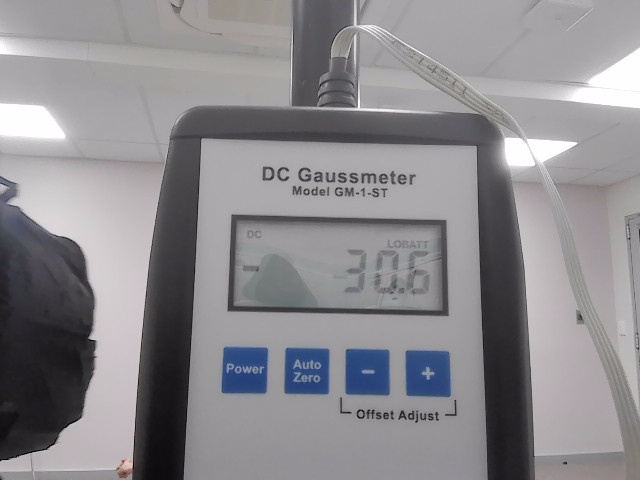 DC Gaussmeter
Model GM-1-ST
DC
LOBATT
- 30.6
Power
Auto
Zero
-
+
Offset Adjust